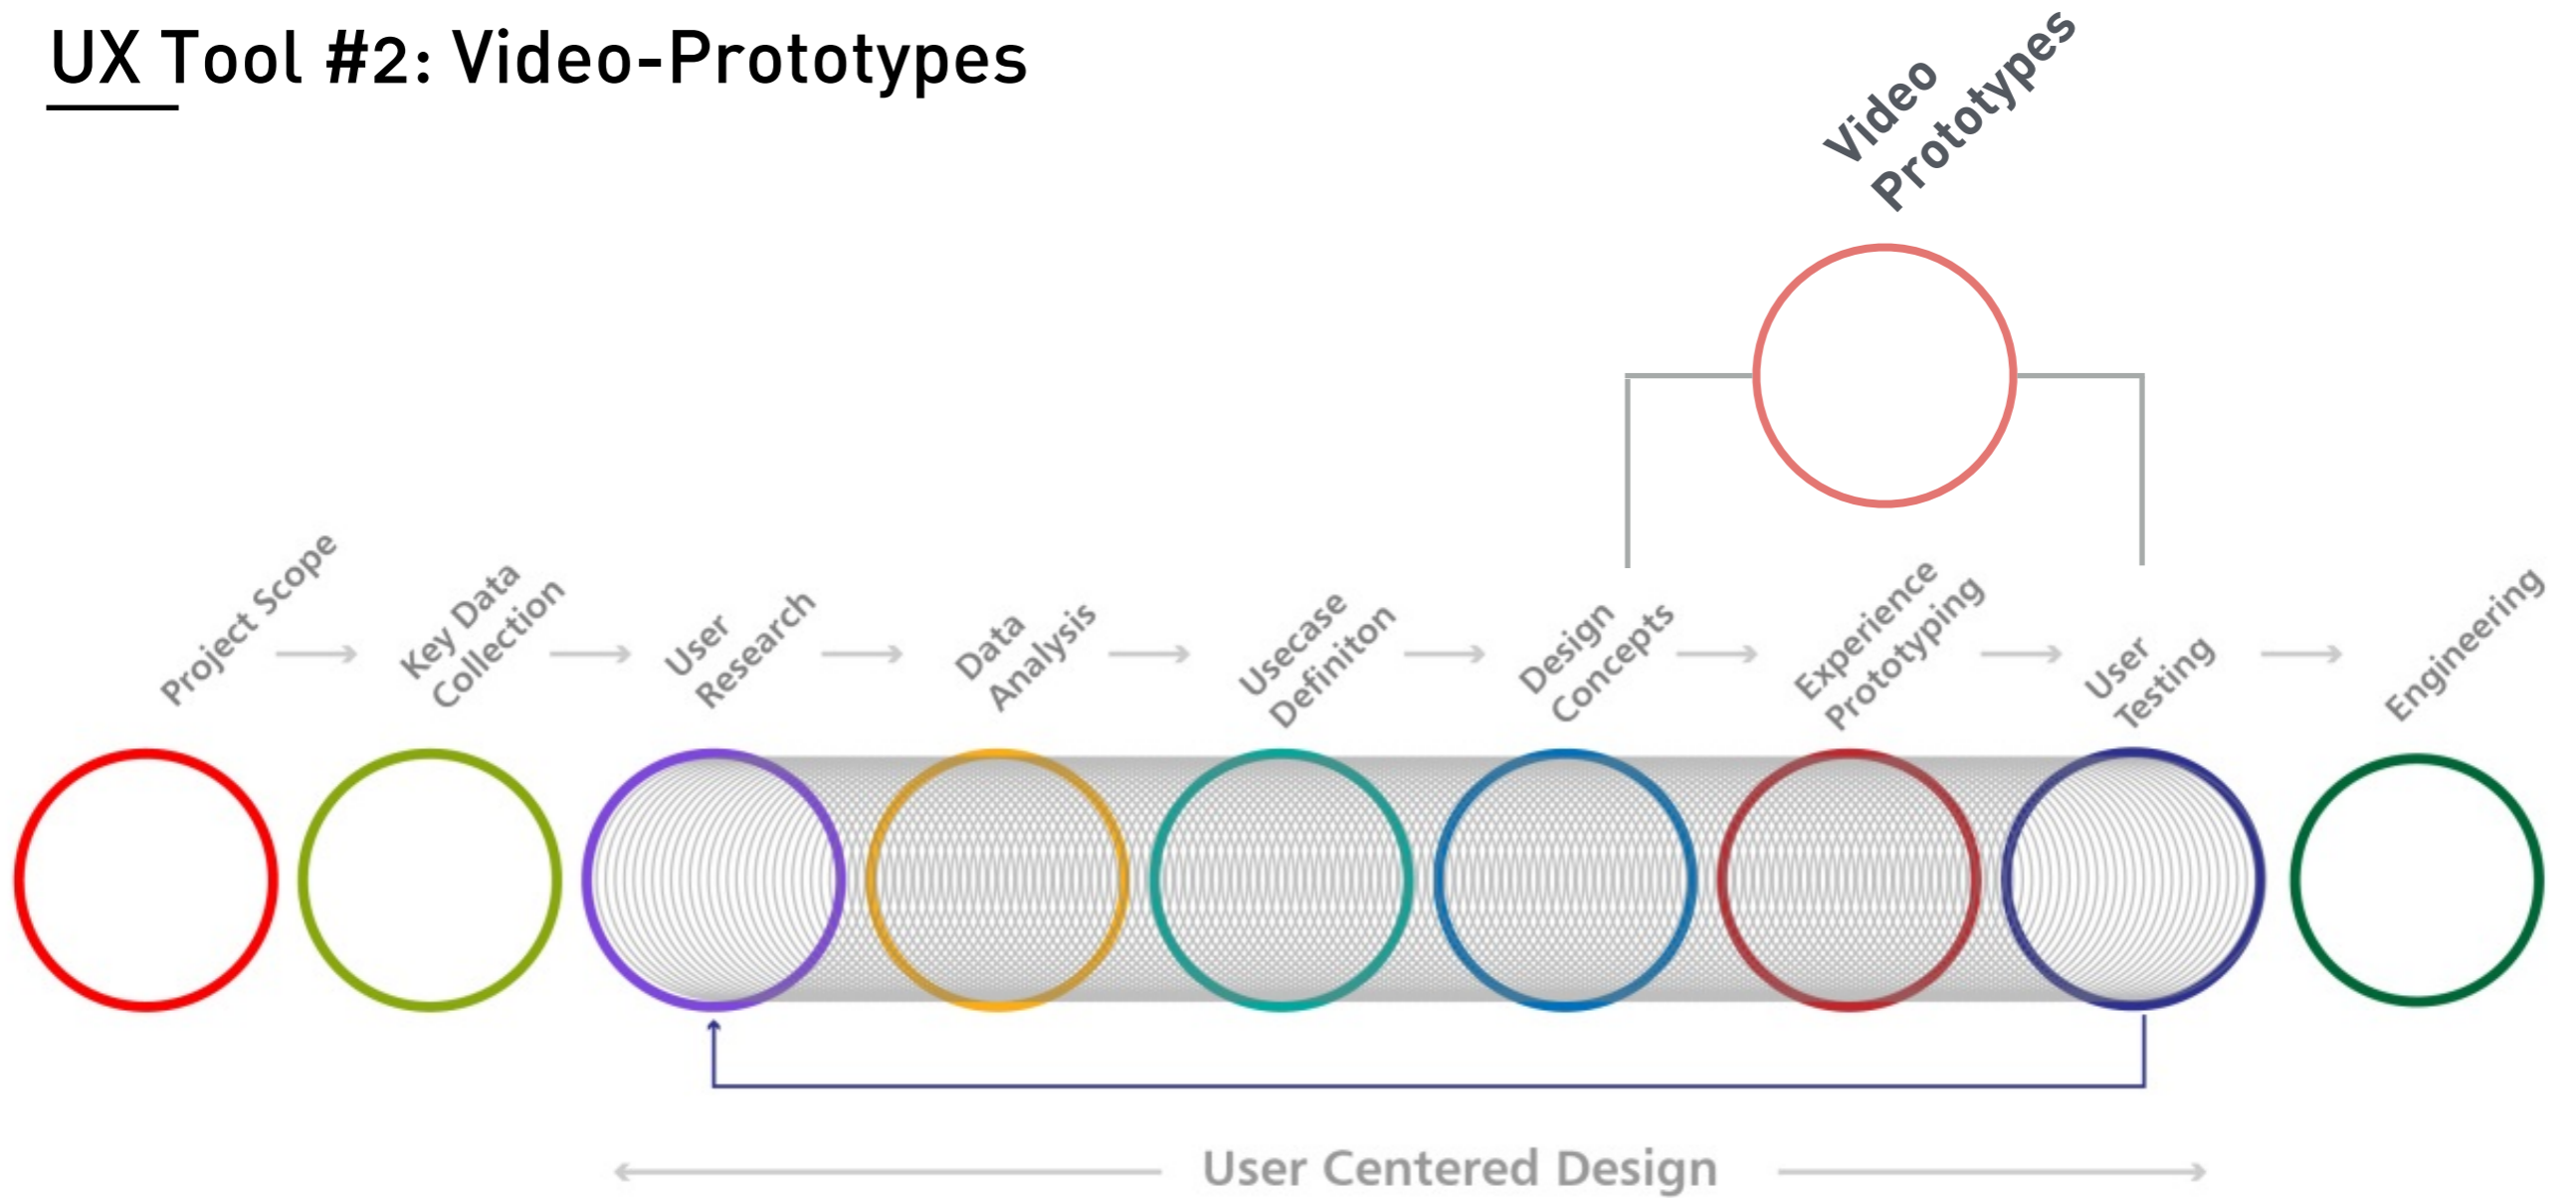 UX Tool #2: Video-Prototypes
Video
Prototypes
Project Scope
Key Data
Collection
User
Research
Data
Analysis
Usecase
Definiton
Design
Concepts
Experience
Prototyping
User
Testing
Engineering
User Centered Design